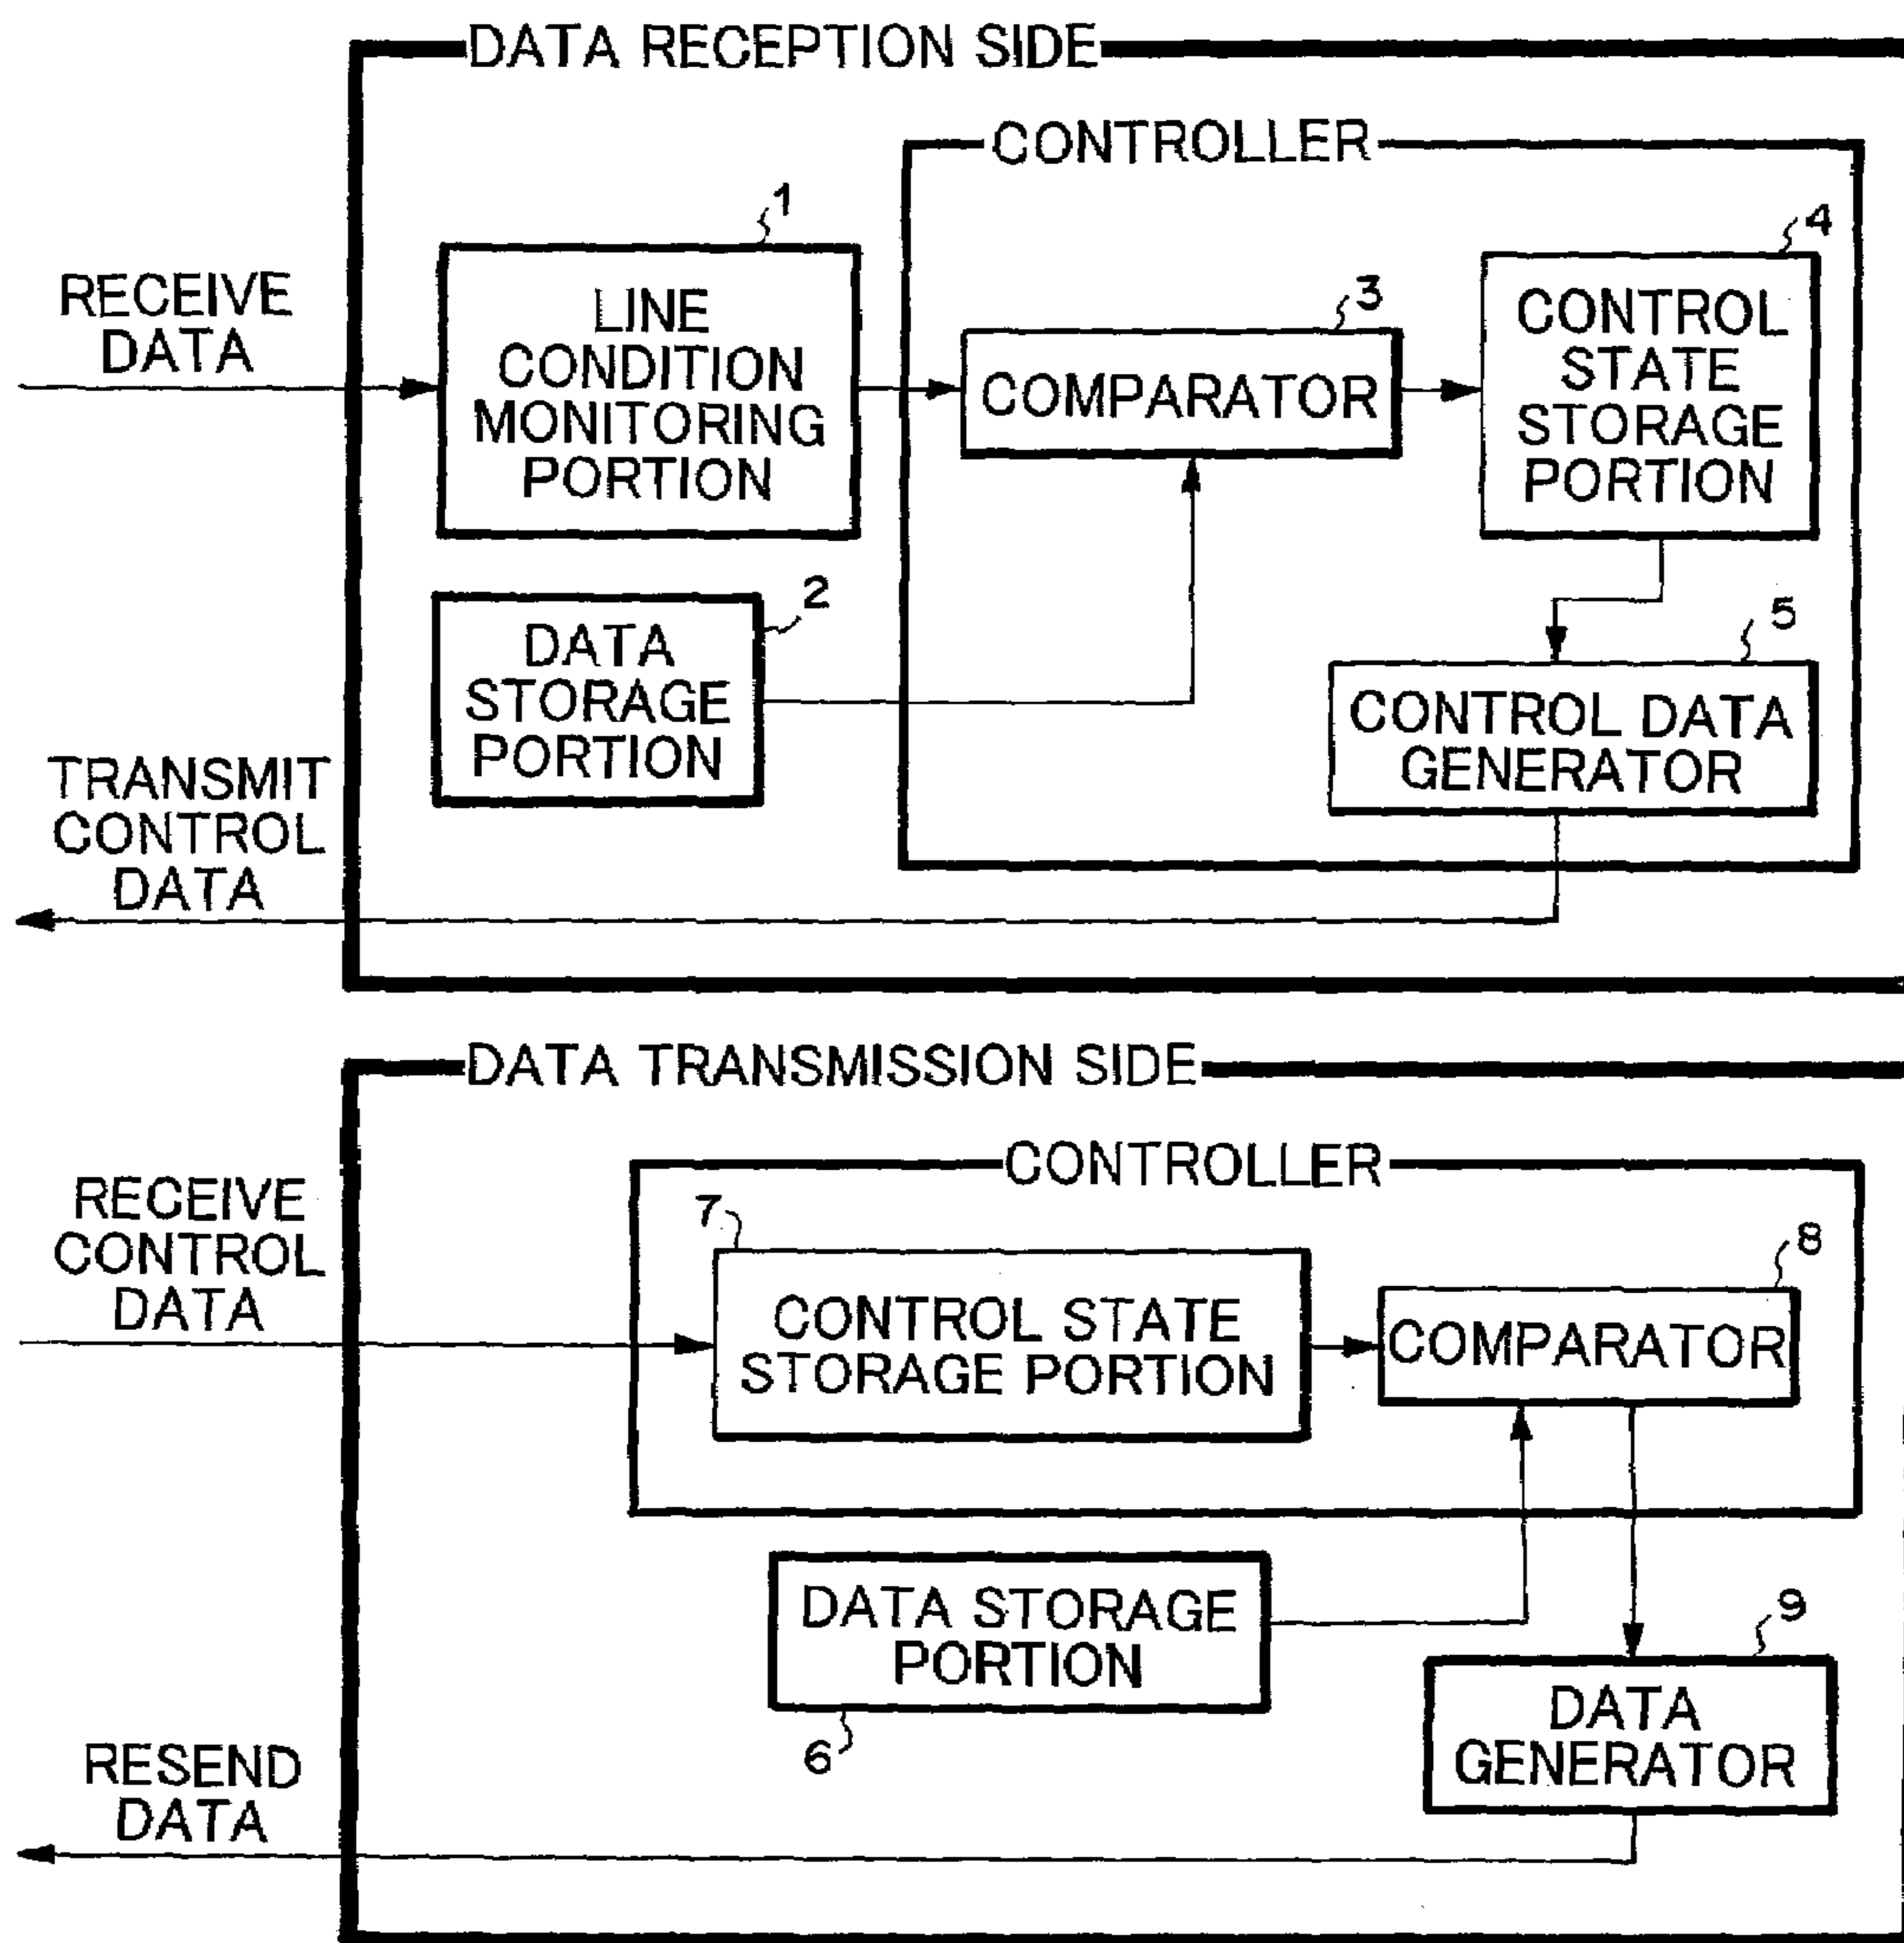 DATA RECEPTION SIDE
CONTROLLER
1
RECEIVE
DATA
LINE
CONDITION
MONITORING
PORTION
3
COMPARATOR
4
CONTROL
STATE
STORAGE
PORTION
2
DATA
STORAGE
PORTION
5
CONTROL DATA
GENERATOR
TRANSMIT
CONTROL
DATA
DATA TRANSMISSION SIDE
CONTROLLER
RECEIVE
CONTROL
DATA
7
CONTROL STATE
STORAGE PORTION
8
COMPARATOR
DATA STORAGE
PORTION
6
9
DATA
GENERATOR
RESEND
DATA